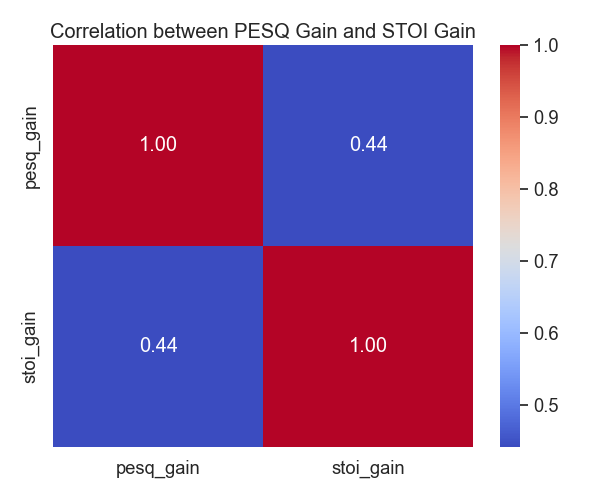 Correlation between PESQ Gain and STOI Gain
pesq_gain
1.00
0.44
stoi_gain
0.44
1.00
pesq_gain
stoi_gain
1.0
0.9
0.8
0.7
0.6
0.5